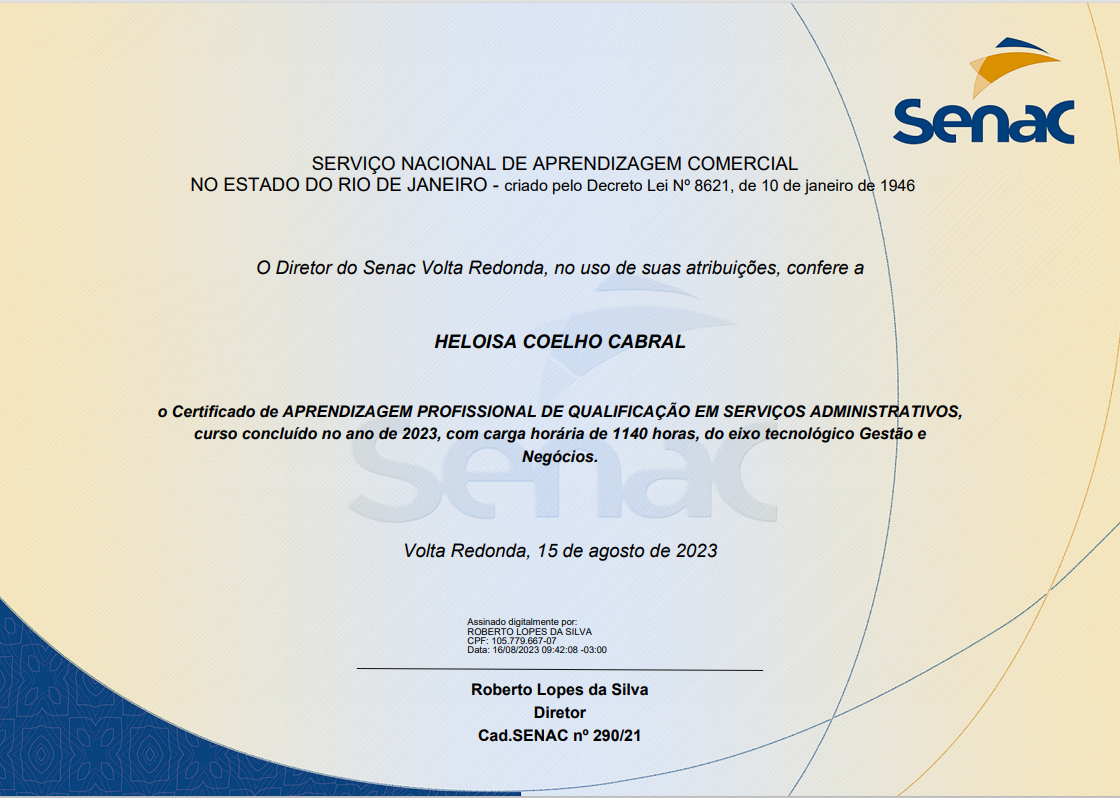 Senac
SERVIÇO NACIONAL DE APRENDIZAGEM COMERCIAL
NO ESTADO DO RIO DE JANEIRO - criado pelo Decreto Lei Nº 8621, de 10 de janeiro de 1946
O Diretor do Senac Volta Redonda, no uso de suas atribuições, confere a
HELOISA COELHO CABRAL
o Certificado de APRENDIZAGEM PROFISSIONAL DE QUALIFICAÇÃO EM SERVIÇOS ADMINISTRATIVOS,
curso concluído no ano de 2023, com carga horária de 1140 horas, do eixo tecnológico Gestão e
Negócios.
Senac
Volta Redonda, 15 de agosto de 2023
Assinado digitalmente por:
ROBERTO LOPES DA SILVA
CPF: 105.779.667-07
Data: 16/08/2023 09:42:08 -03:00
Roberto Lopes da Silva
Diretor
Cad.SENAC nº 290/21